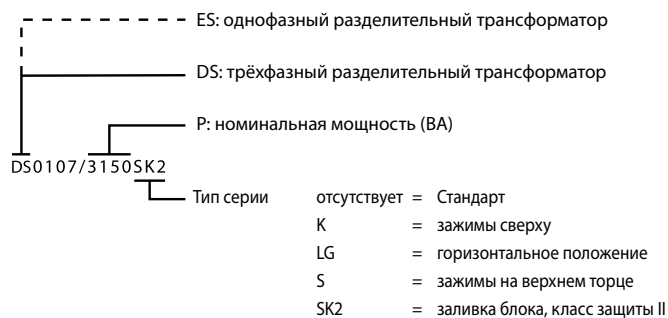 ES: однофазный разделительный трансформатор
DS: трёхфазный разделительный трансформатор
P: номинальная мощность (ВА)
DS0107/3150SK2
Тип серии отсутствует = Стандарт
K = зажимы сверху
LG = горизонтальное положение
S = зажимы на верхнем торце
SK2 = заливка блока, класс защиты II